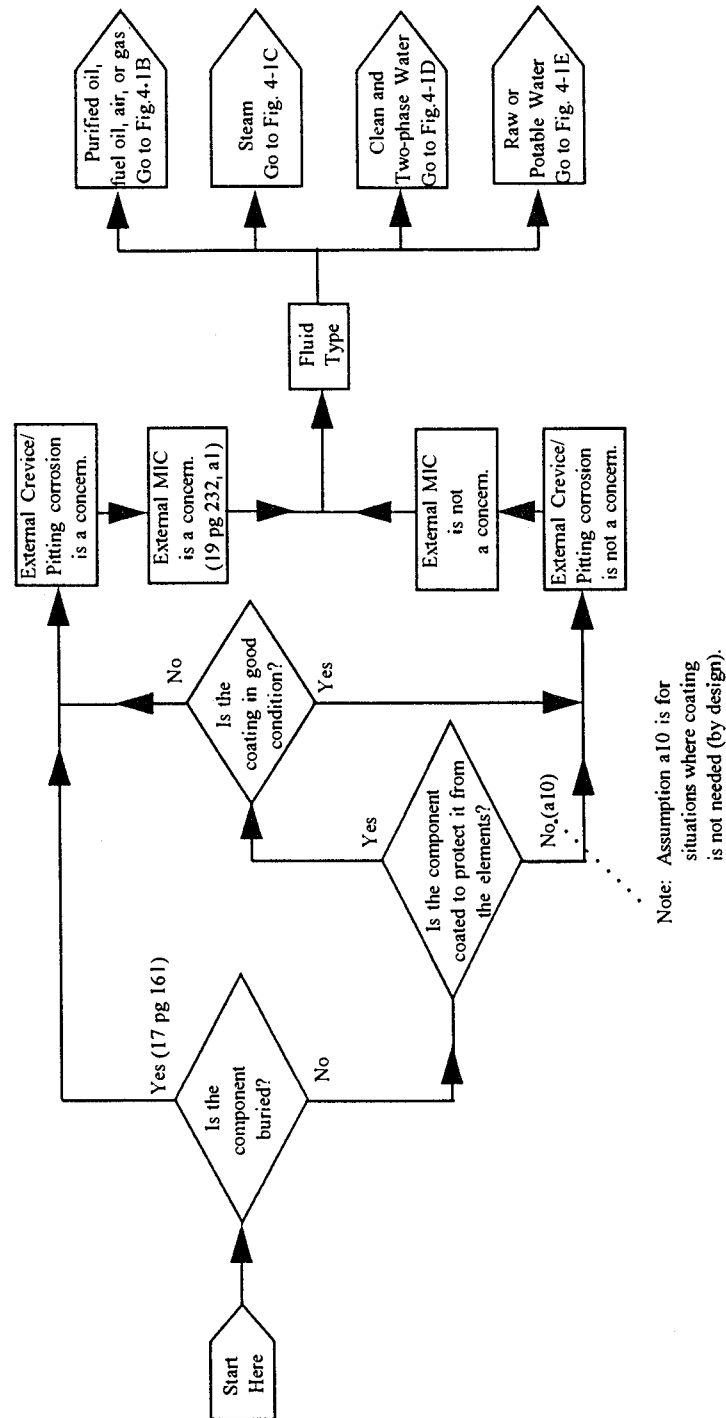 Start
Here
Is the
component
buried?
Yes (17 pg 161)
No
Is the component
coated to protect it from
the elements?
Yes
No (a10)
Note: Assumption a10 is for
situations where coating
is not needed (by design).
Is the
coating in good
condition?
No
Yes
External Crevice/
Pitting corrosion
is a concern.
External MIC
is a concern.
(19 pg 232, a1)
External MIC
is not
a concern.
External Crevice/
Pitting corrosion
is not a concern.
Fluid
Type
Purified oil,
fuel oil, air, or gas
Go to Fig.4-1B
Steam
Go to Fig. 4-1C
Clean and
Two-phase Water
Go to Fig.4-1D
Raw or
Potable Water
Go to Fig. 4-1E